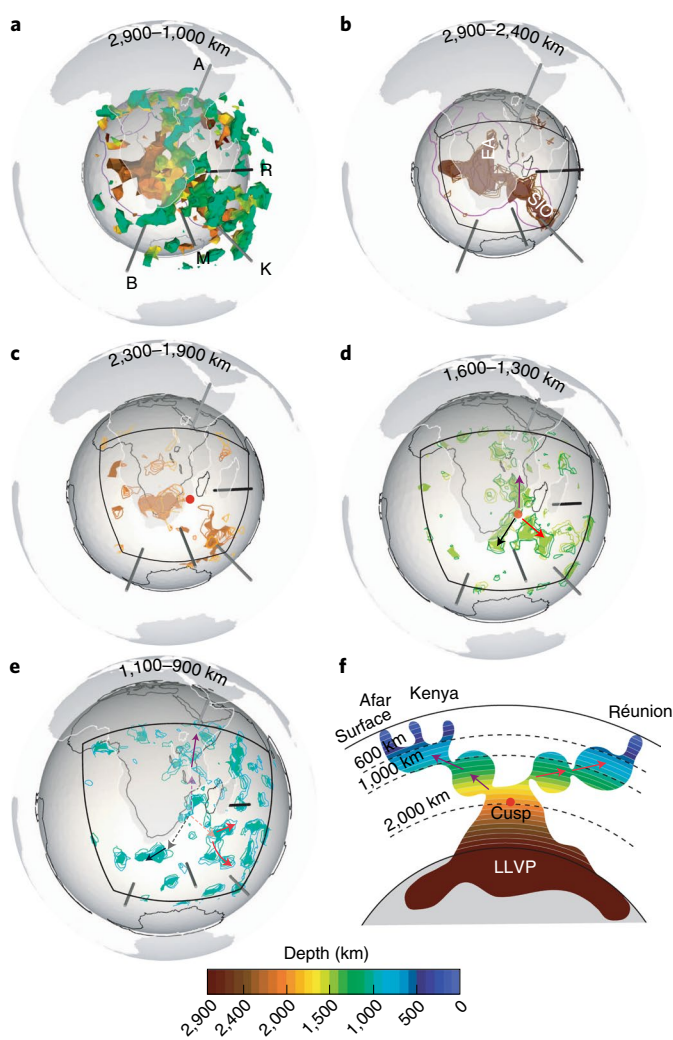 a
2,900–1,000 km
A
R
M
K
B
b
2,900–2,400 km
EA
SIO
c
2,300–1,900 km
d
1,600–1,300 km
e
1,100–900 km
f
Afar
Kenya
Réunion
Surface
600 km
1,000 km
2,000 km
Cusp
LLVP
Depth (km)
2,900
2,400
2,000
1,500
1,000
500
0